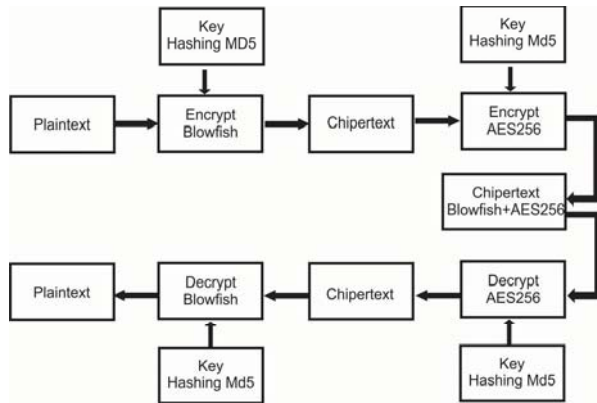 Key
Hashing MD5
Key
Hashing Md5
Plaintext
Encrypt
Blowfish
Chipertext
Encrypt
AES256
Chipertext
Blowfish+AES256
Plaintext
Decrypt
Blowfish
Chipertext
Decrypt
AES256
Key
Hashing Md5
Key
Hashing Md5